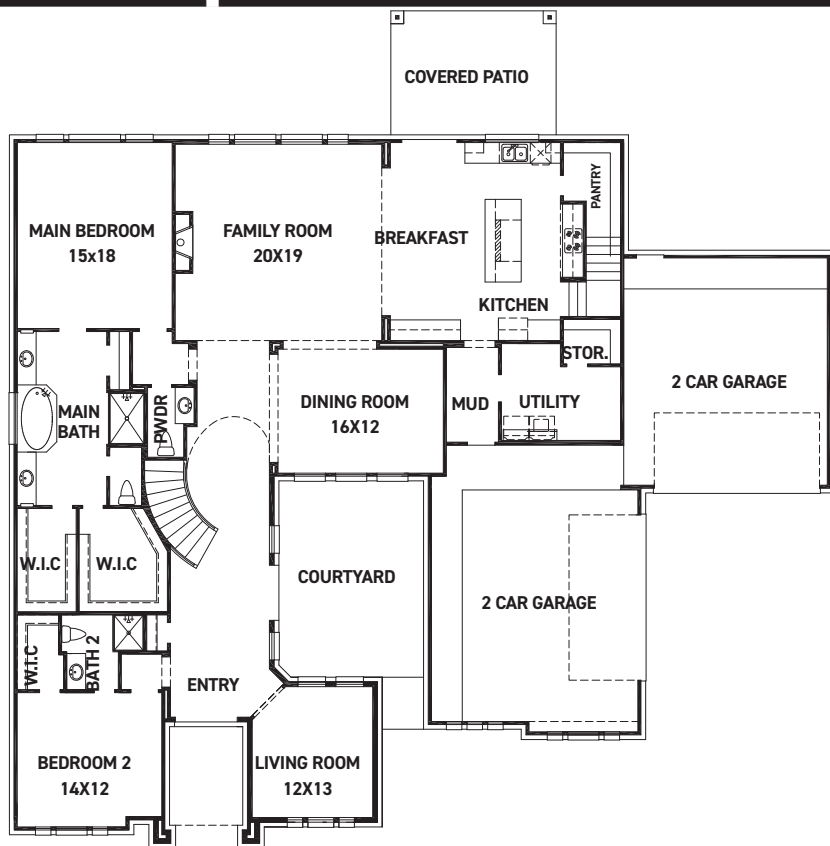 COVERED PATIO
PANTRY
MAIN BEDROOM
15x18
FAMILY ROOM
20X19
BREAKFAST
KITCHEN
STOR.
2 CAR GARAGE
MAIN
BATH
PWDR
DINING ROOM
16X12
MUD
UTILITY
W.I.C
W.I.C
COURTYARD
2 CAR GARAGE
W.I.C
BATH 2
ENTRY
BEDROOM 2
14X12
LIVING ROOM
12X13